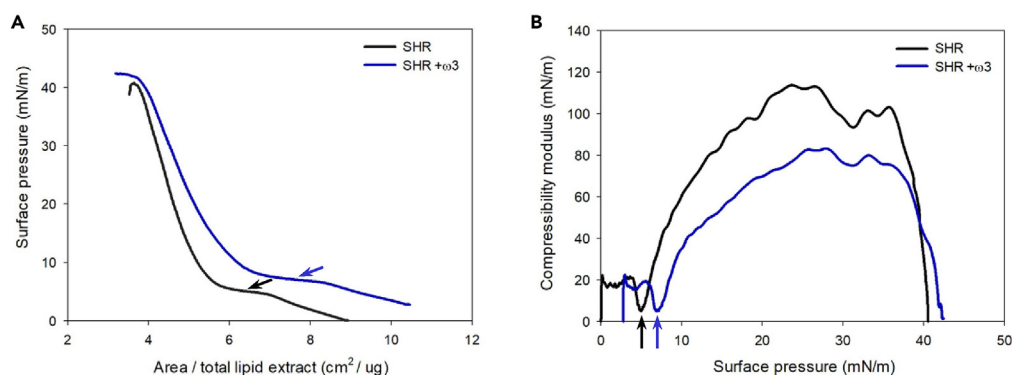 A
50
40
30
20
10
0
2 4 6 8 10 12
Surface pressure (mN/m)
Area / total lipid extract (cm² / ug)
SHR
SHR +ω3
B
140
120
100
80
60
40
20
0
0 10 20 30 40 50
Compressibility modulus (mN/m)
Surface pressure (mN/m)
SHR
SHR +ω3